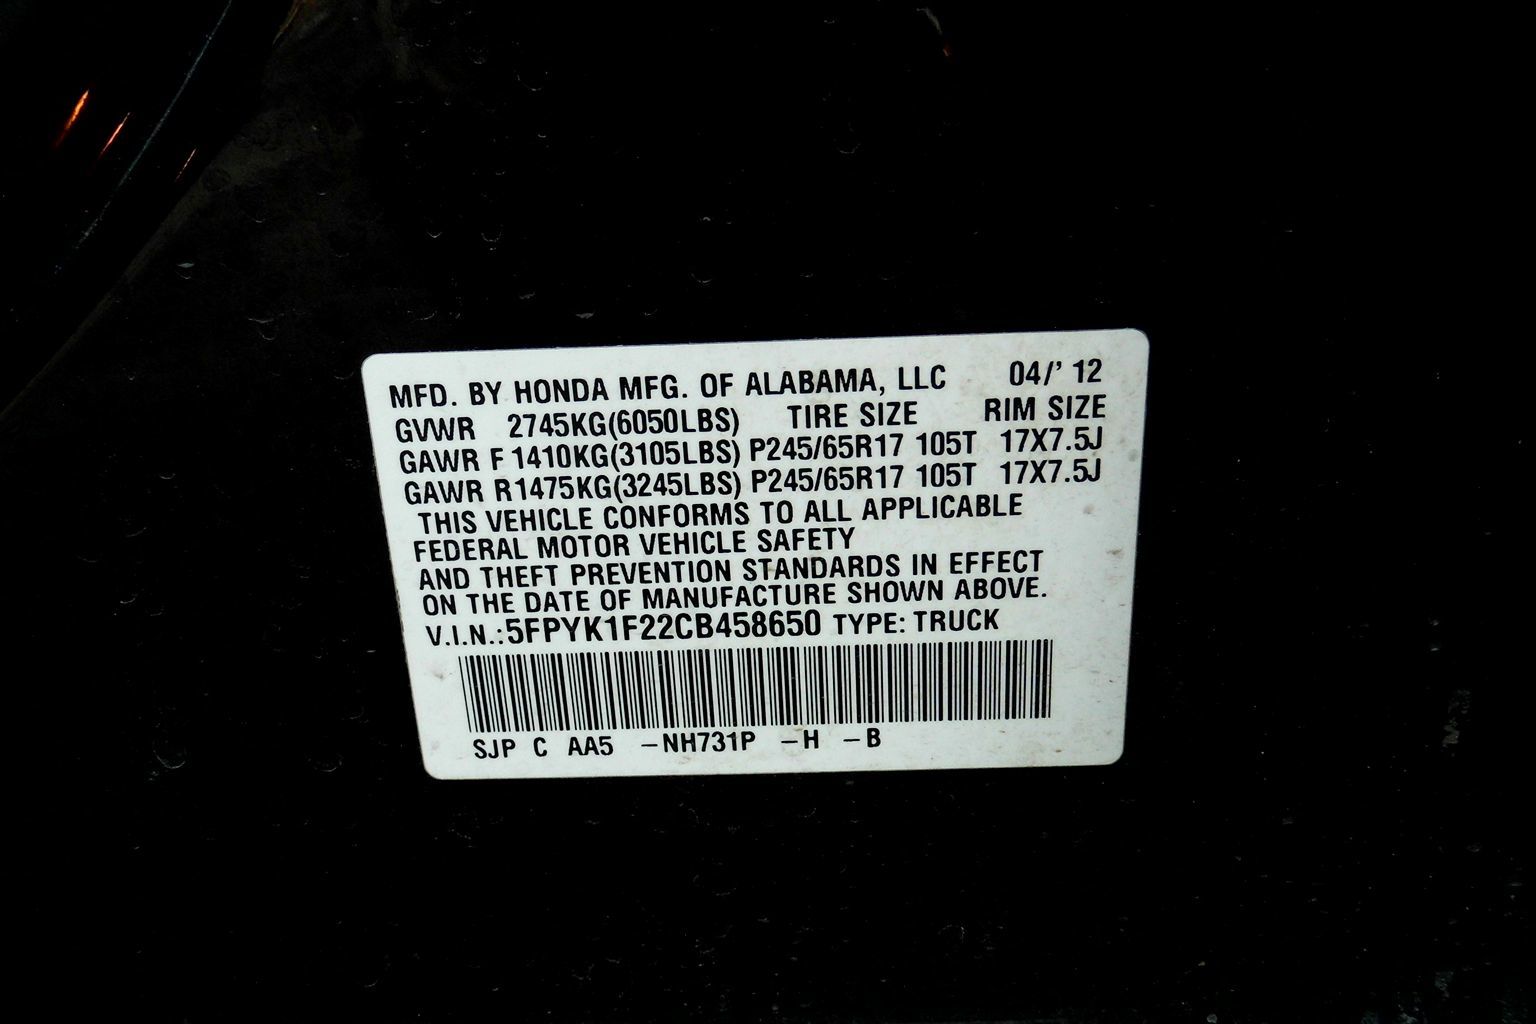 MFD. BY HONDA MFG. OF ALABAMA, LLC 04/' 12
GVWR 2745KG(6050LBS) TIRE SIZE RIM SIZE
GAWR F 1410KG(3105LBS) P245/65R17 105T 17X7.5J
GAWR R1475KG(3245LBS) P245/65R17 105T 17X7.5J
THIS VEHICLE CONFORMS TO ALL APPLICABLE
FEDERAL MOTOR VEHICLE SAFETY
AND THEFT PREVENTION STANDARDS IN EFFECT
ON THE DATE OF MANUFACTURE SHOWN ABOVE.
V.I.N.:5FPYK1F22CB458650 TYPE: TRUCK
SJP C AA5 -NH731P -H -B